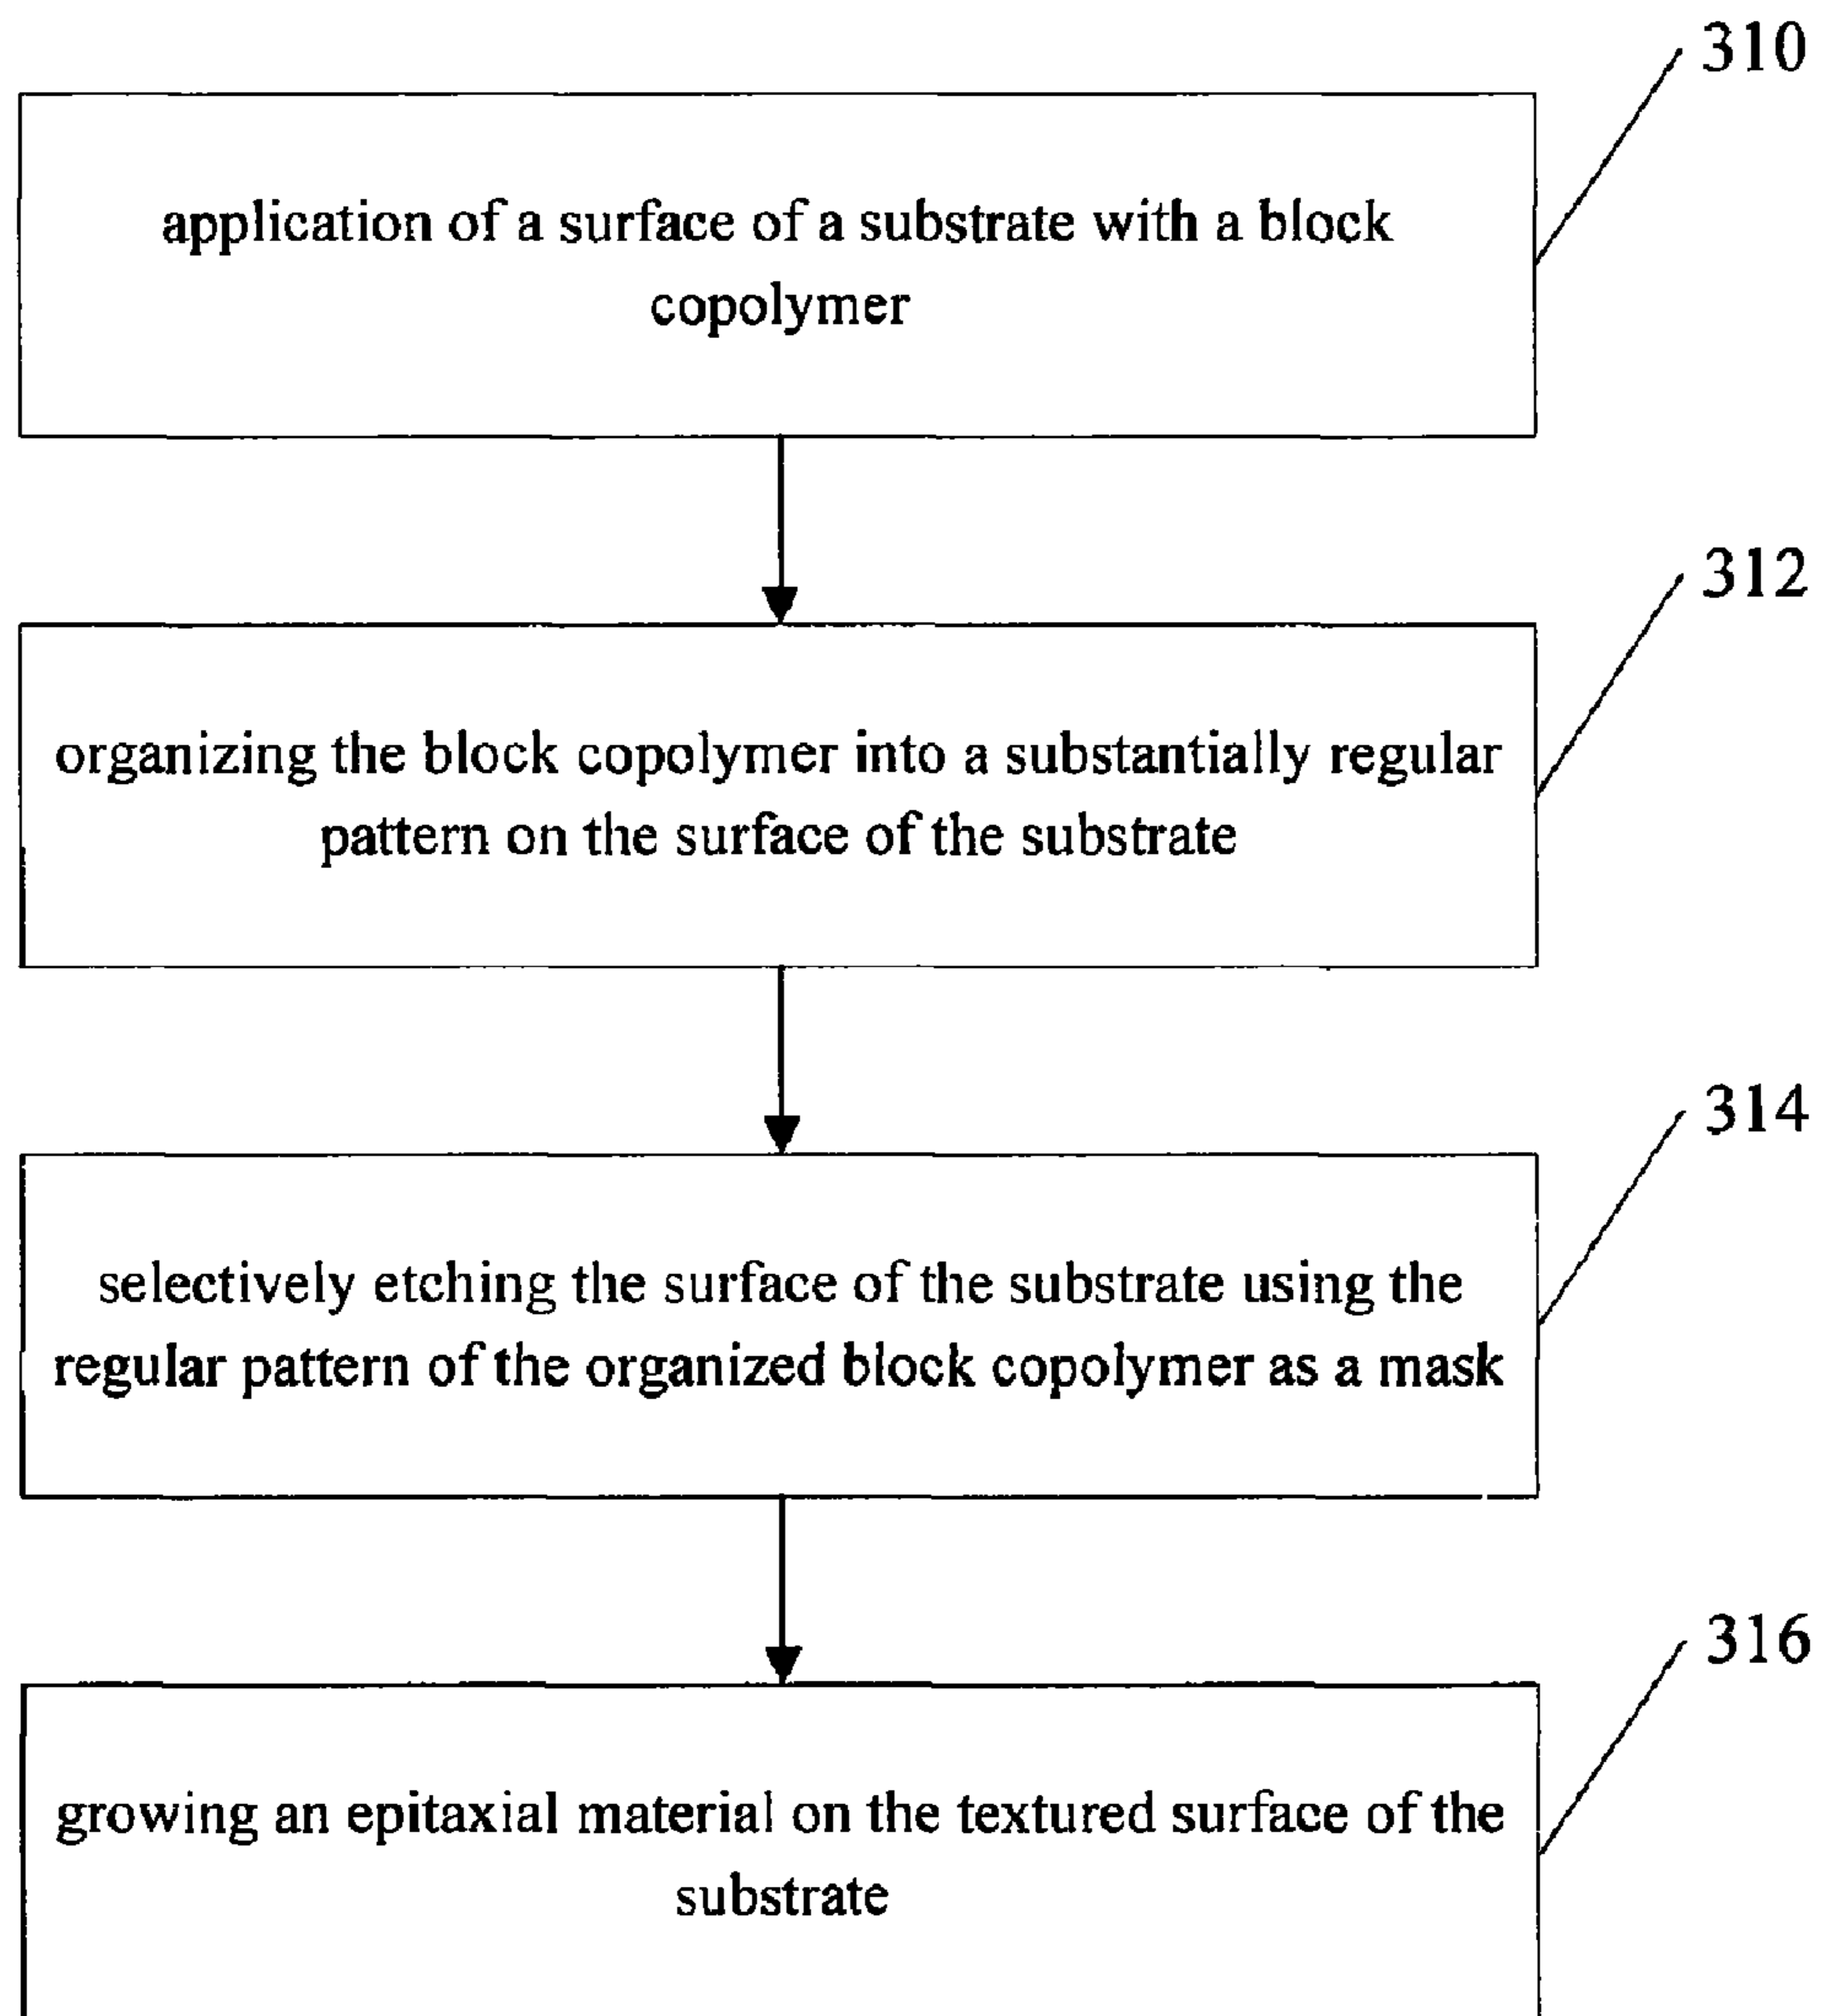 310
application of a surface of a substrate with a block
copolymer
312
organizing the block copolymer into a substantially regular
pattern on the surface of the substrate
314
selectively etching the surface of the substrate using the
regular pattern of the organized block copolymer as a mask
316
growing an epitaxial material on the textured surface of the
substrate